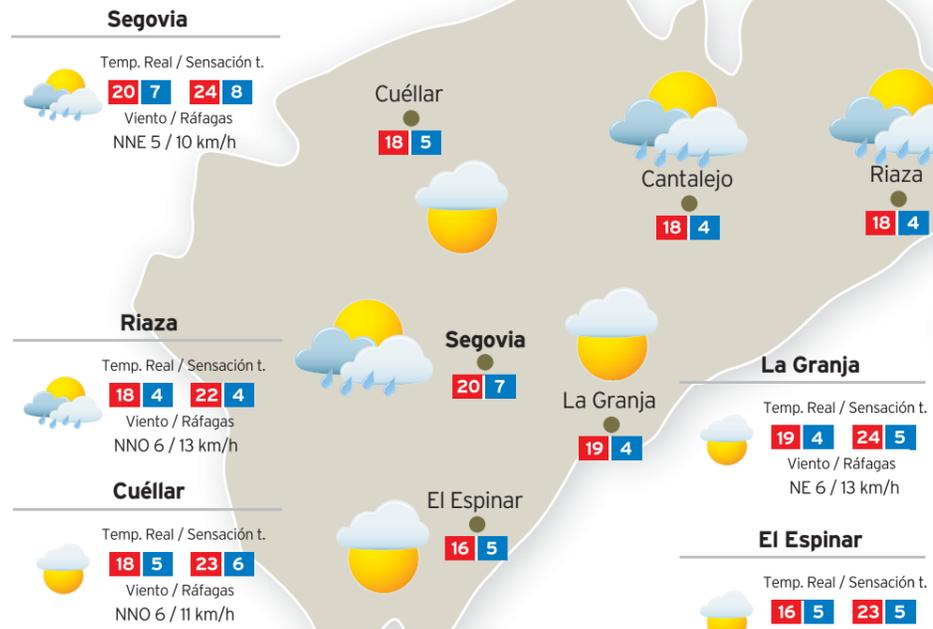 Segovia
Temp. Real / Sensación t.
20 7 24 8
Viento / Ráfagas
NNE 5 / 10 km/h
Cuéllar
18 5
Cantalejo
18 4
Riaza
18 4
Riaza
Temp. Real / Sensación t.
18 4 22 4
Viento / Ráfagas
NNO 6 / 13 km/h
Segovia
20 7
La Granja
19 4
La Granja
Temp. Real / Sensación t.
19 4 24 5
Viento / Ráfagas
NE 6 / 13 km/h
Cuéllar
Temp. Real / Sensación t.
18 5 23 6
Viento / Ráfagas
NNO 6 / 11 km/h
El Espinar
16 5
El Espinar
Temp. Real / Sensación t.
16 5 23 5